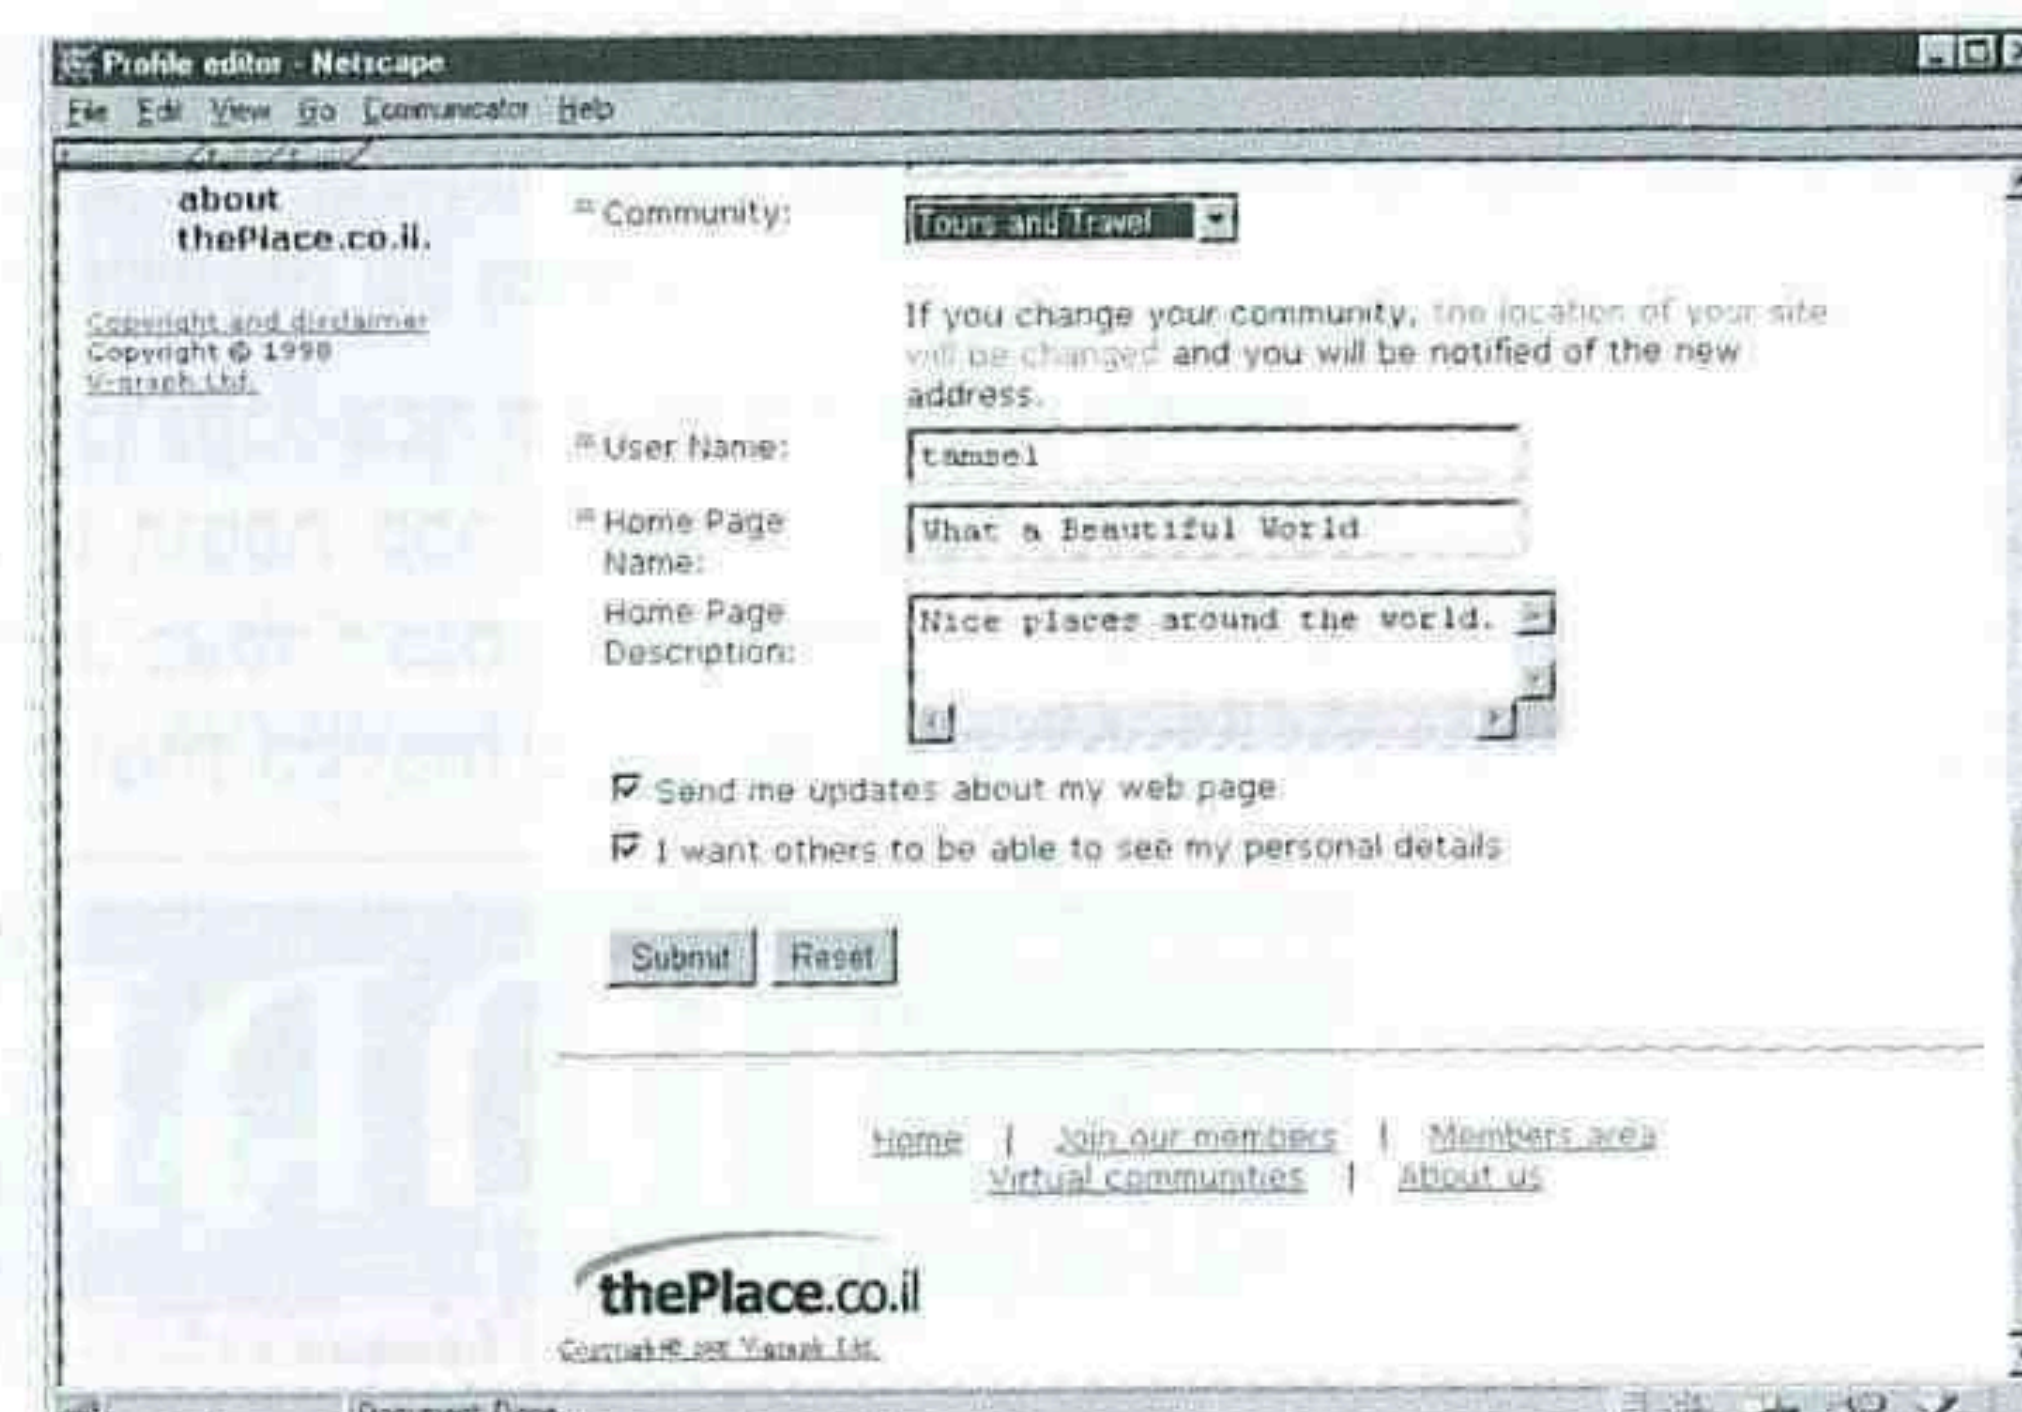 Profile editor - Netscape
File Edit View Go Communicator Help
about
thePlace.co.il.
Copyright and disclaimer
Copyright © 1998
V-graph Ltd.
Community:
Tours and Travel
If you change your community, the location of your site
will be changed and you will be notified of the new
address.
User Name:
tamsel
Home Page
Name:
What a Beautiful World
Home Page
Description:
Nice places around the world.
Send me updates about my web page
I want others to be able to see my personal details
Submit Reset
Home | Join our members | Members area
Virtual communities | About us
thePlace.co.il
Copyright © V-graph Ltd.
Document Done